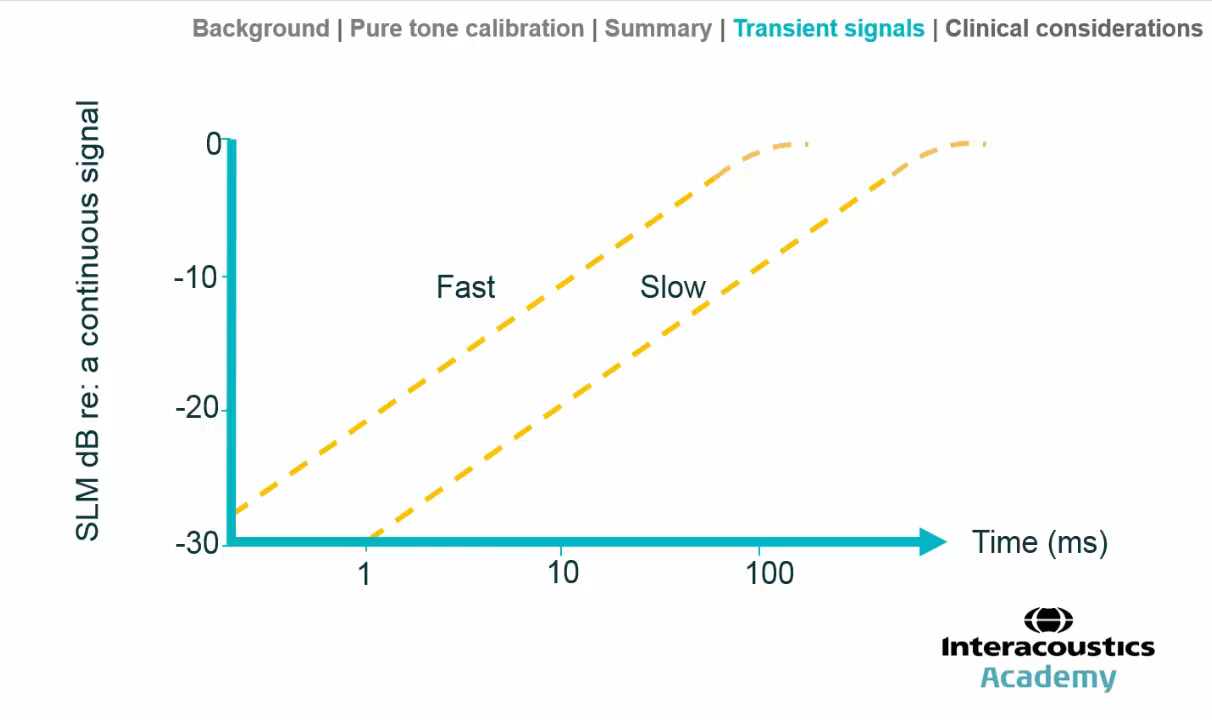 Background | Pure tone calibration | Summary | Transient signals | Clinical considerations
SLM dB re: a continuous signal
0
-10
-20
-30
Fast
Slow
1
10
100
Time (ms)
Interacoustics
Academy